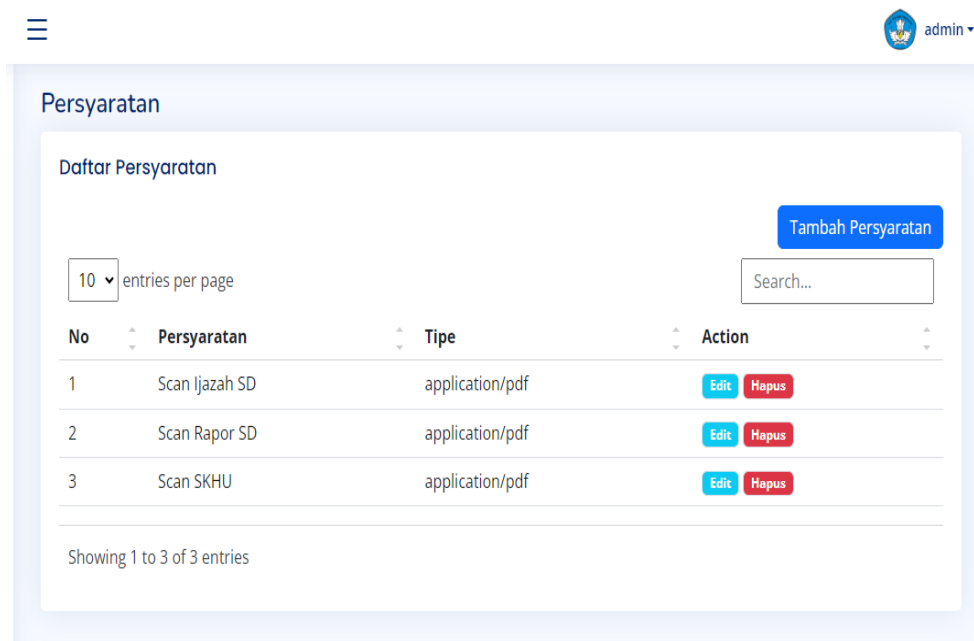 admin
Persyaratan
Daftar Persyaratan
Tambah Persyaratan
10 entries per page Search...
No Persyaratan Tipe Action
1 Scan Ijazah SD application/pdf Edit Hapus
2 Scan Rapor SD application/pdf Edit Hapus
3 Scan SKHU application/pdf Edit Hapus
Showing 1 to 3 of 3 entries